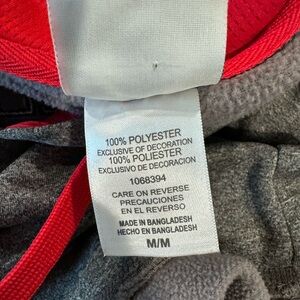 100% POLYESTER
EXCLUSIVE OF DECORATION
100% POLIESTER
EXCLUSIVO DE DECORACION
1068394
CARE ON REVERSE
PRECAUCIONES
EN EL REVERSO
MADE IN BANGLADESH
HECHO EN BANGLADESH
M/M